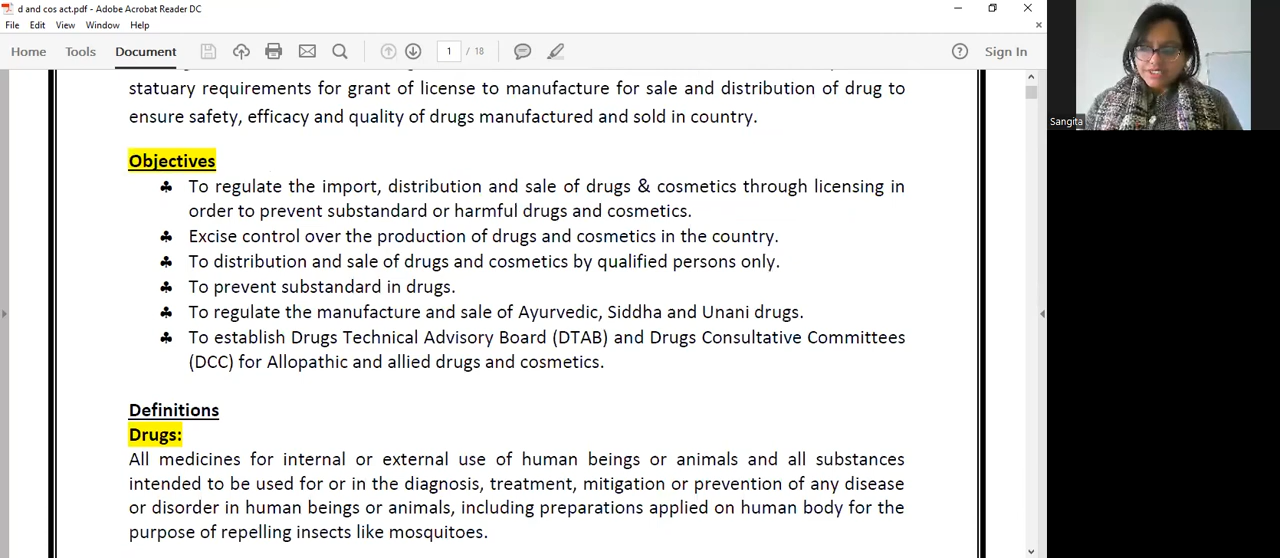 d and cos act.pdf - Adobe Acrobat Reader DC
File Edit View Window Help
Home Tools Document 1 / 18 Sign In
statuary requirements for grant of license to manufacture for sale and distribution of drug to
ensure safety, efficacy and quality of drugs manufactured and sold in country.
Objectives
♣ To regulate the import, distribution and sale of drugs & cosmetics through licensing in
order to prevent substandard or harmful drugs and cosmetics.
♣ Excise control over the production of drugs and cosmetics in the country.
♣ To distribution and sale of drugs and cosmetics by qualified persons only.
♣ To prevent substandard in drugs.
♣ To regulate the manufacture and sale of Ayurvedic, Siddha and Unani drugs.
♣ To establish Drugs Technical Advisory Board (DTAB) and Drugs Consultative Committees
(DCC) for Allopathic and allied drugs and cosmetics.
Definitions
Drugs:
All medicines for internal or external use of human beings or animals and all substances
intended to be used for or in the diagnosis, treatment, mitigation or prevention of any disease
or disorder in human beings or animals, including preparations applied on human body for the
purpose of repelling insects like mosquitoes.
Sangita